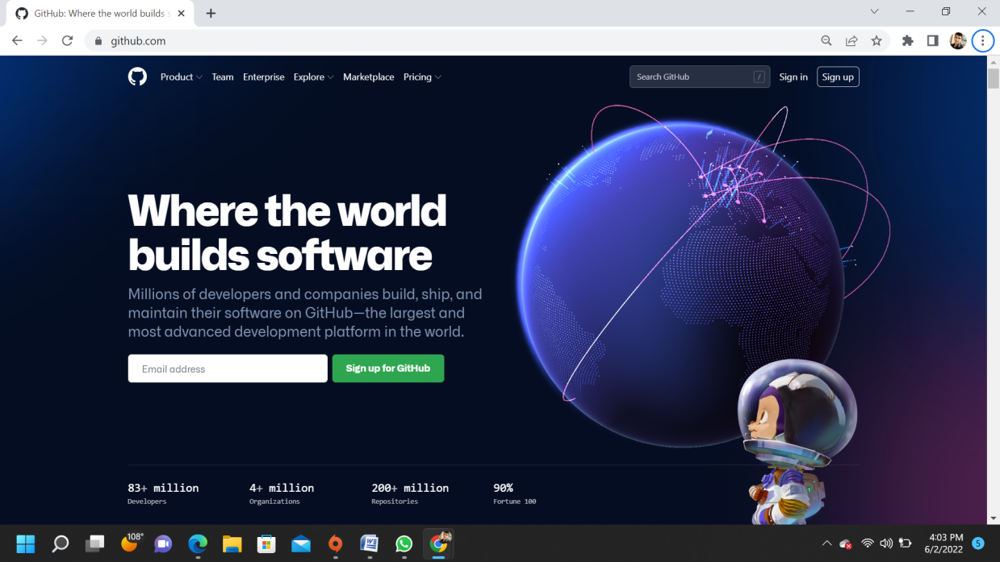 GitHub: Where the world builds s
github.com
Product Team Enterprise Explore Marketplace Pricing
Search GitHub /
Sign in
Sign up
Where the world
builds software
Millions of developers and companies build, ship, and
maintain their software on GitHub—the largest and
most advanced development platform in the world.
Email address
Sign up for GitHub
83+ million 4+ million 200+ million 90%
Developers Organizations Repositories Fortune 100
108°
W
4:03 PM
6/2/2022
5